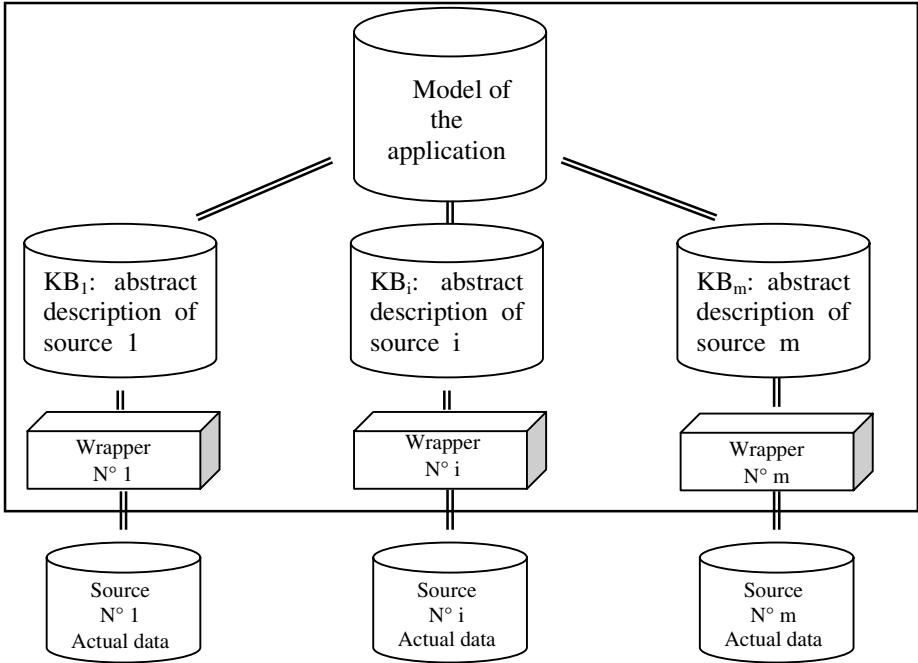 Model of
the
application
KB₁: abstract
description of
source 1
KBᵢ: abstract
description of
source i
KBₘ: abstract
description of
source m
Wrapper
N° 1
Wrapper
N° i
Wrapper
N° m
Source
N° 1
Actual data
Source
N° i
Actual data
Source
N° m
Actual data